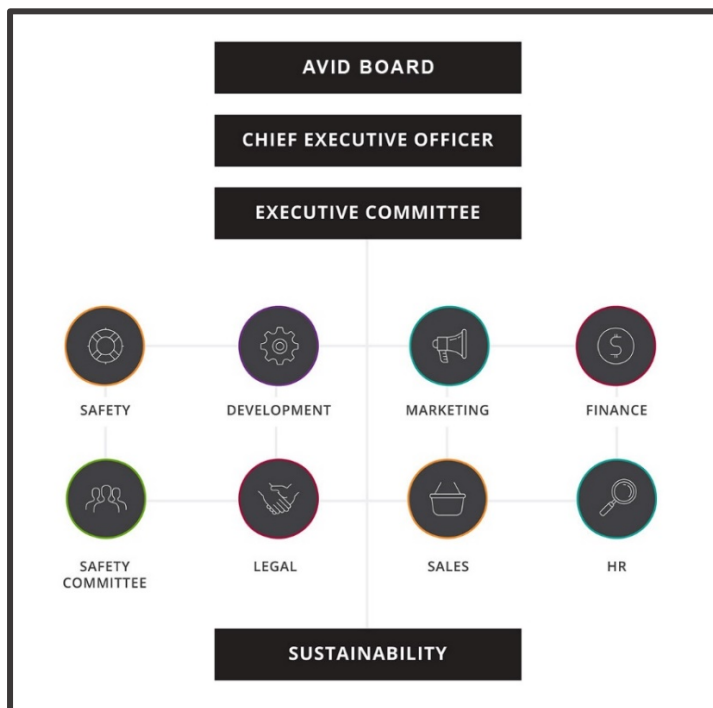 AVID BOARD
CHIEF EXECUTIVE OFFICER
EXECUTIVE COMMITTEE
SAFETY
DEVELOPMENT
MARKETING
FINANCE
SAFETY
COMMITTEE
LEGAL
SALES
HR
SUSTAINABILITY